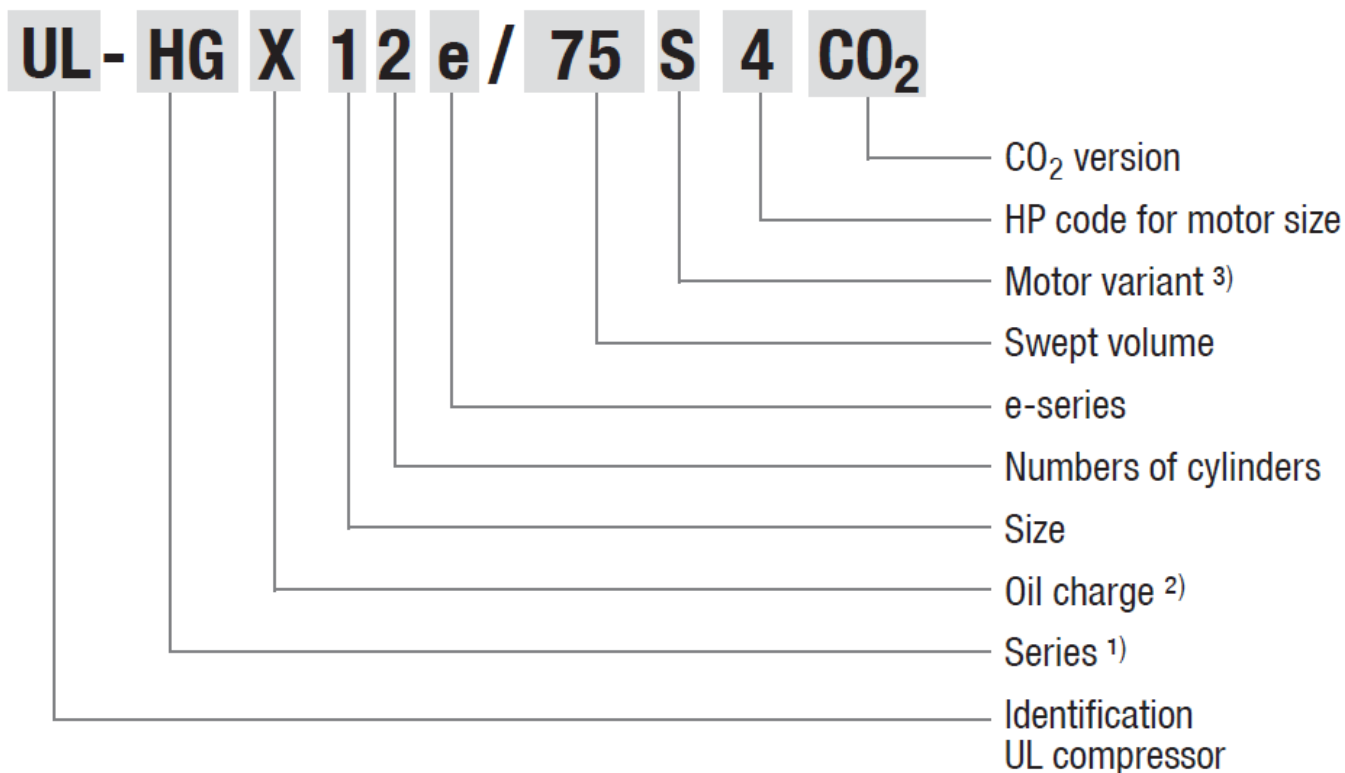 UL-HG X 1 2 e / 75 S 4 CO₂
CO₂ version
HP code for motor size
Motor variant ³⁾
Swept volume
e-series
Numbers of cylinders
Size
Oil charge ²⁾
Series ¹⁾
Identification
UL compressor